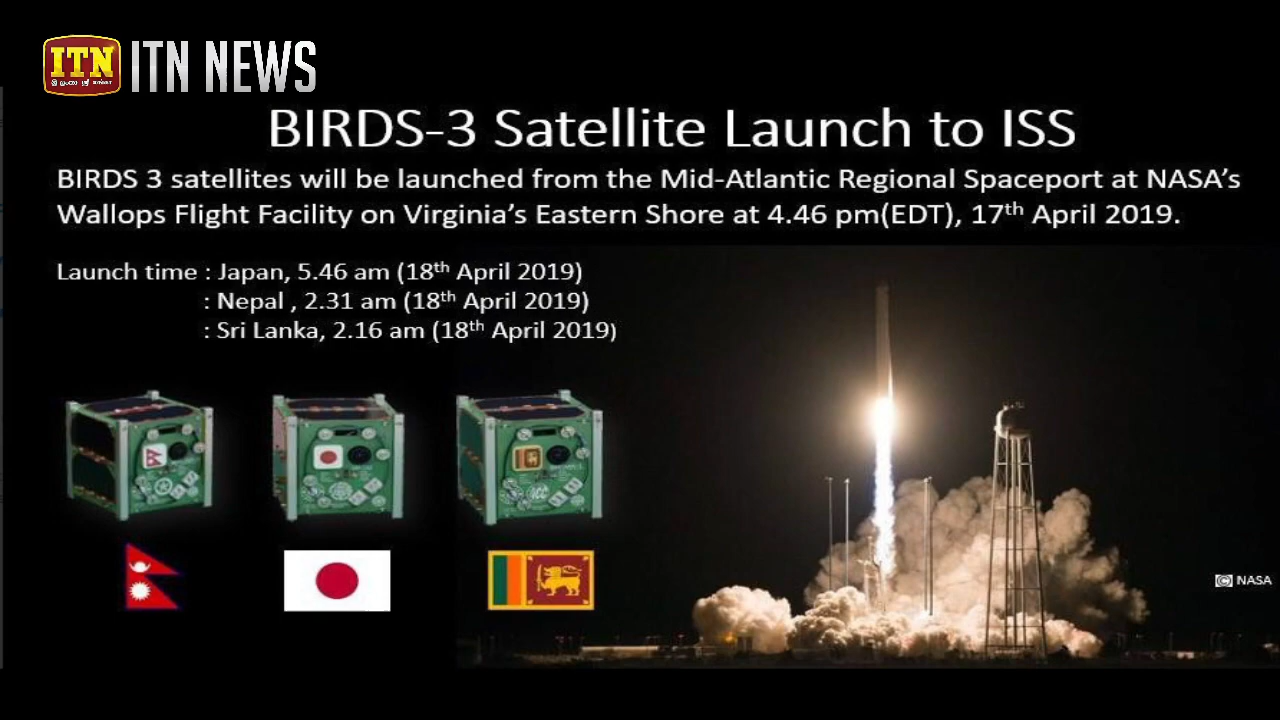 ITN
ITN NEWS
BIRDS-3 Satellite Launch to ISS
BIRDS 3 satellites will be launched from the Mid-Atlantic Regional Spaceport at NASA’s
Wallops Flight Facility on Virginia’s Eastern Shore at 4.46 pm(EDT), 17th April 2019.
Launch time : Japan, 5.46 am (18th April 2019)
: Nepal , 2.31 am (18th April 2019)
: Sri Lanka, 2.16 am (18th April 2019)
© NASA